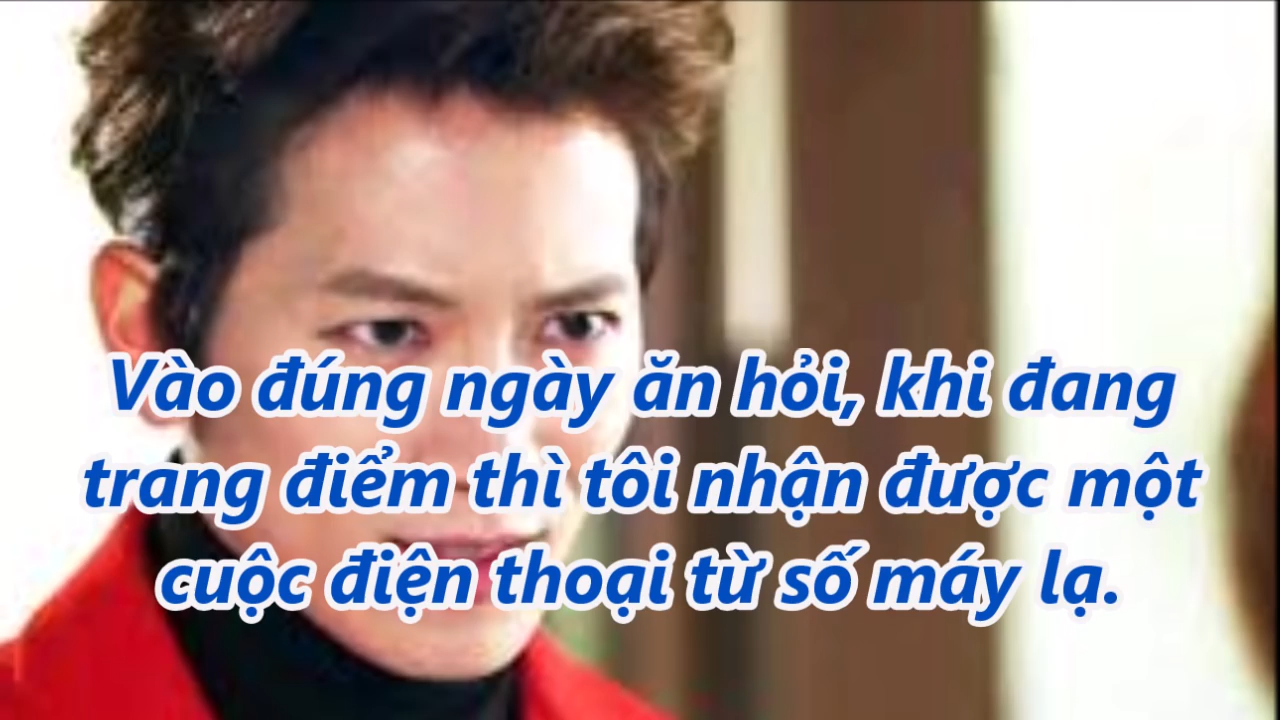 Vào đúng ngày ăn hỏi, khi đang
trang điểm thì tôi nhận được một
cuộc điện thoại từ số máy lạ.